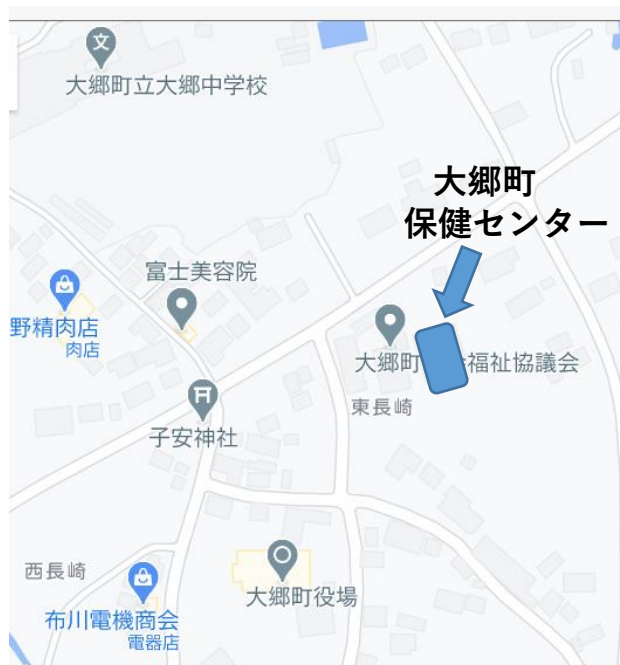 文
大郷町立大郷中学校
大郷町
保健センター
富士美容院
野精肉店
肉店
大郷町
福祉協議会
東長崎
子安神社
西長崎
大郷町役場
布川電機商会
電器店